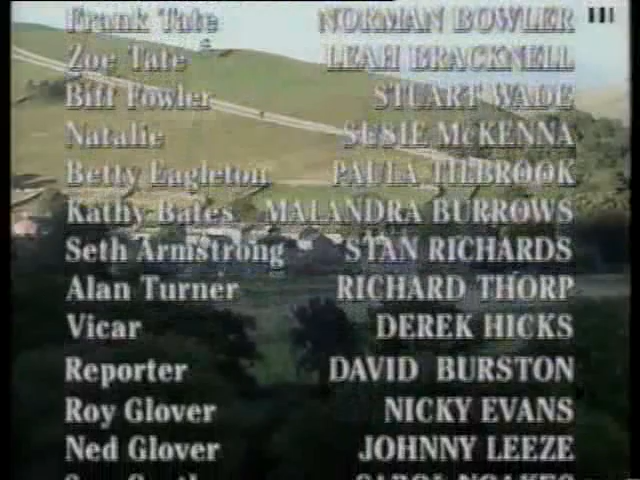 Frank Tate NORMAN BOWLER
Zoe Tate LEAH BRACKNELL
Biff Fowler STUART WADE
Natalie SUSIE McKENNA
Betty Eagleton PAULA TILBROOK
Kathy Bates MALANDRA BURROWS
Seth Armstrong STAN RICHARDS
Alan Turner RICHARD THORP
Vicar DEREK HICKS
Reporter DAVID BURSTON
Roy Glover NICKY EVANS
Ned Glover JOHNNY LEEZE